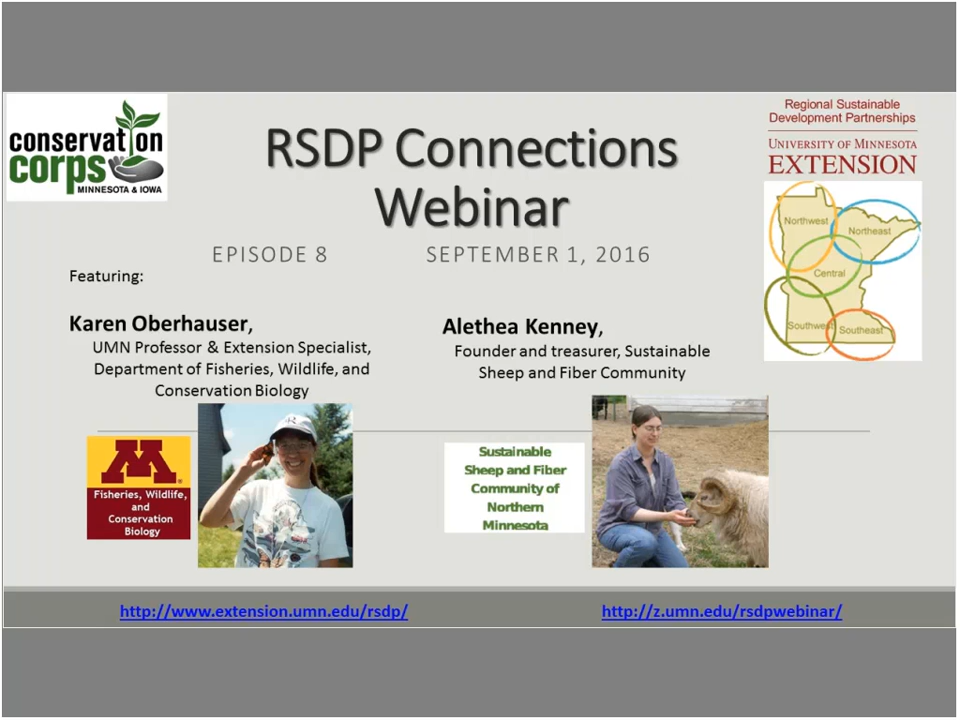 conservation
corps
MINNESOTA & IOWA
RSDP Connections
Webinar
EPISODE 8
SEPTEMBER 1, 2016
Regional Sustainable
Development Partnerships
UNIVERSITY OF MINNESOTA
EXTENSION
Northwest
Northeast
Central
Southwest
Southeast
Featuring:
Karen Oberhauser,
UMN Professor & Extension Specialist,
Department of Fisheries, Wildlife, and
Conservation Biology
Alethea Kenney,
Founder and treasurer, Sustainable
Sheep and Fiber Community
M
Fisheries, Wildlife,
and
Conservation
Biology
Sustainable
Sheep and Fiber
Community of
Northern
Minnesota
http://www.extension.umn.edu/rsdp/
http://z.umn.edu/rsdpwebinar/